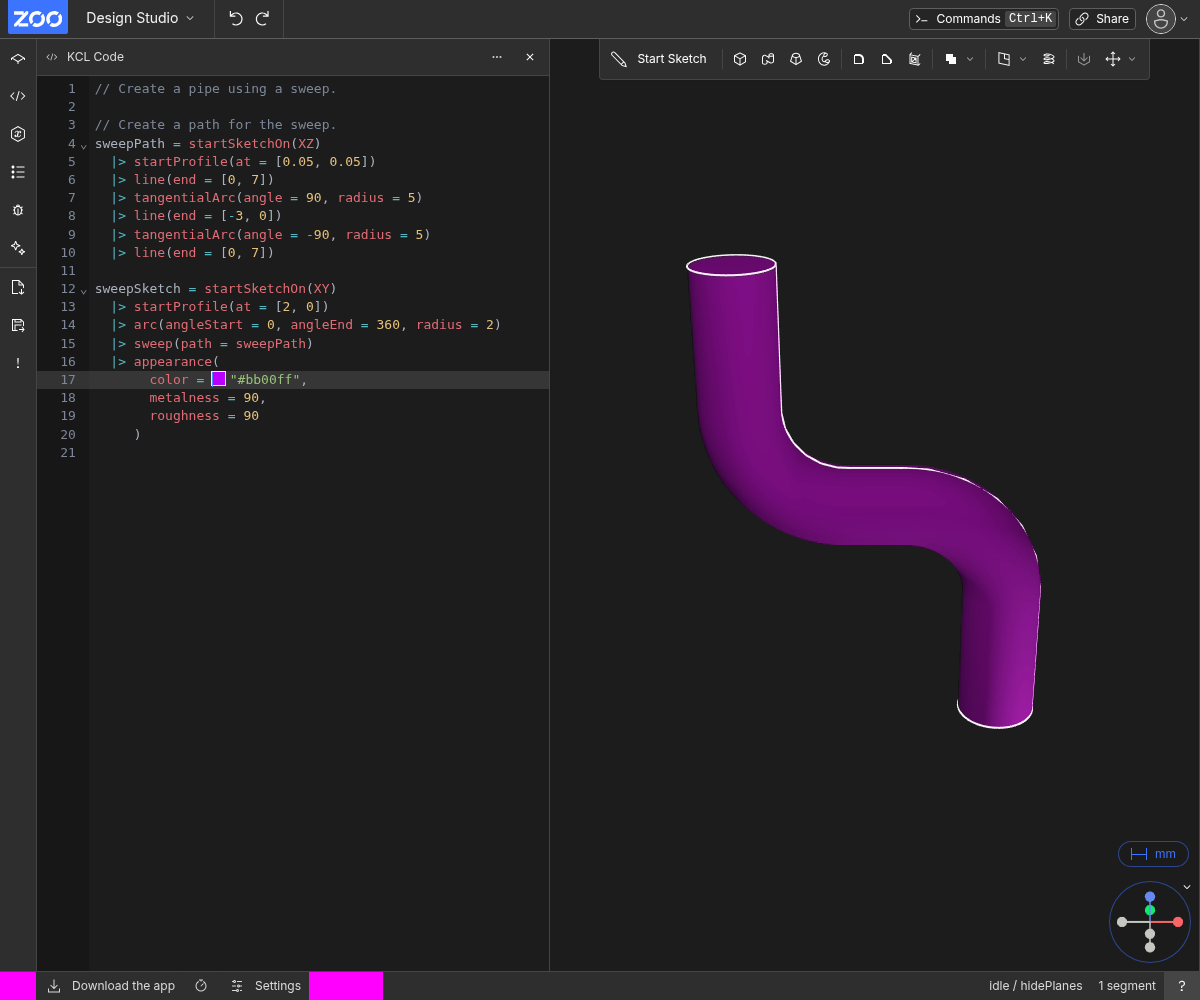 ZOO Design Studio Commands Ctrl+K Share
KCL Code
Start Sketch
1 // Create a pipe using a sweep.
2
3 // Create a path for the sweep.
4 sweepPath = startSketchOn(XZ)
5   |> startProfile(at = [0.05, 0.05])
6   |> line(end = [0, 7])
7   |> tangentialArc(angle = 90, radius = 5)
8   |> line(end = [-3, 0])
9   |> tangentialArc(angle = -90, radius = 5)
10   |> line(end = [0, 7])
11
12 sweepSketch = startSketchOn(XY)
13   |> startProfile(at = [2, 0])
14   |> arc(angleStart = 0, angleEnd = 360, radius = 2)
15   |> sweep(path = sweepPath)
16   |> appearance(
17        color = "#bb00ff",
18        metalness = 90,
19        roughness = 90
20      )
21
mm
Download the app Settings idle / hidePlanes 1 segment ?